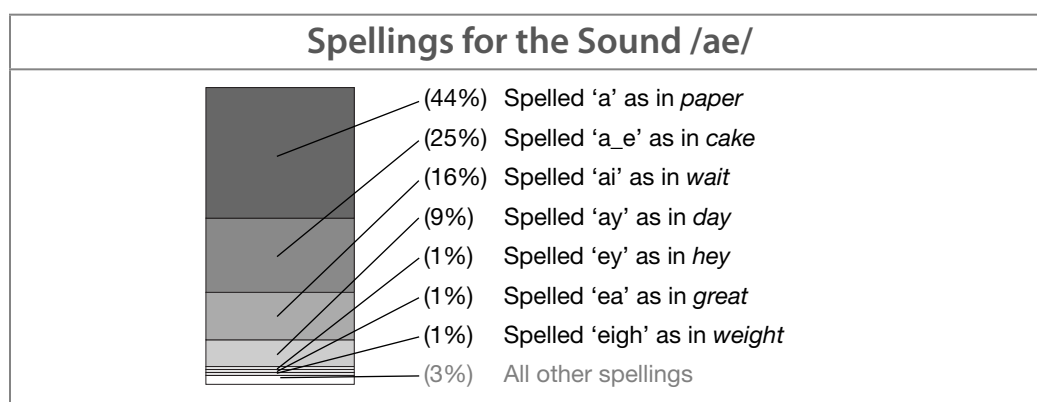 Spellings for the Sound /ae/
(44%) Spelled ‘a’ as in paper
(25%) Spelled ‘a_e’ as in cake
(16%) Spelled ‘ai’ as in wait
(9%) Spelled ‘ay’ as in day
(1%) Spelled ‘ey’ as in hey
(1%) Spelled ‘ea’ as in great
(1%) Spelled ‘eigh’ as in weight
(3%) All other spellings